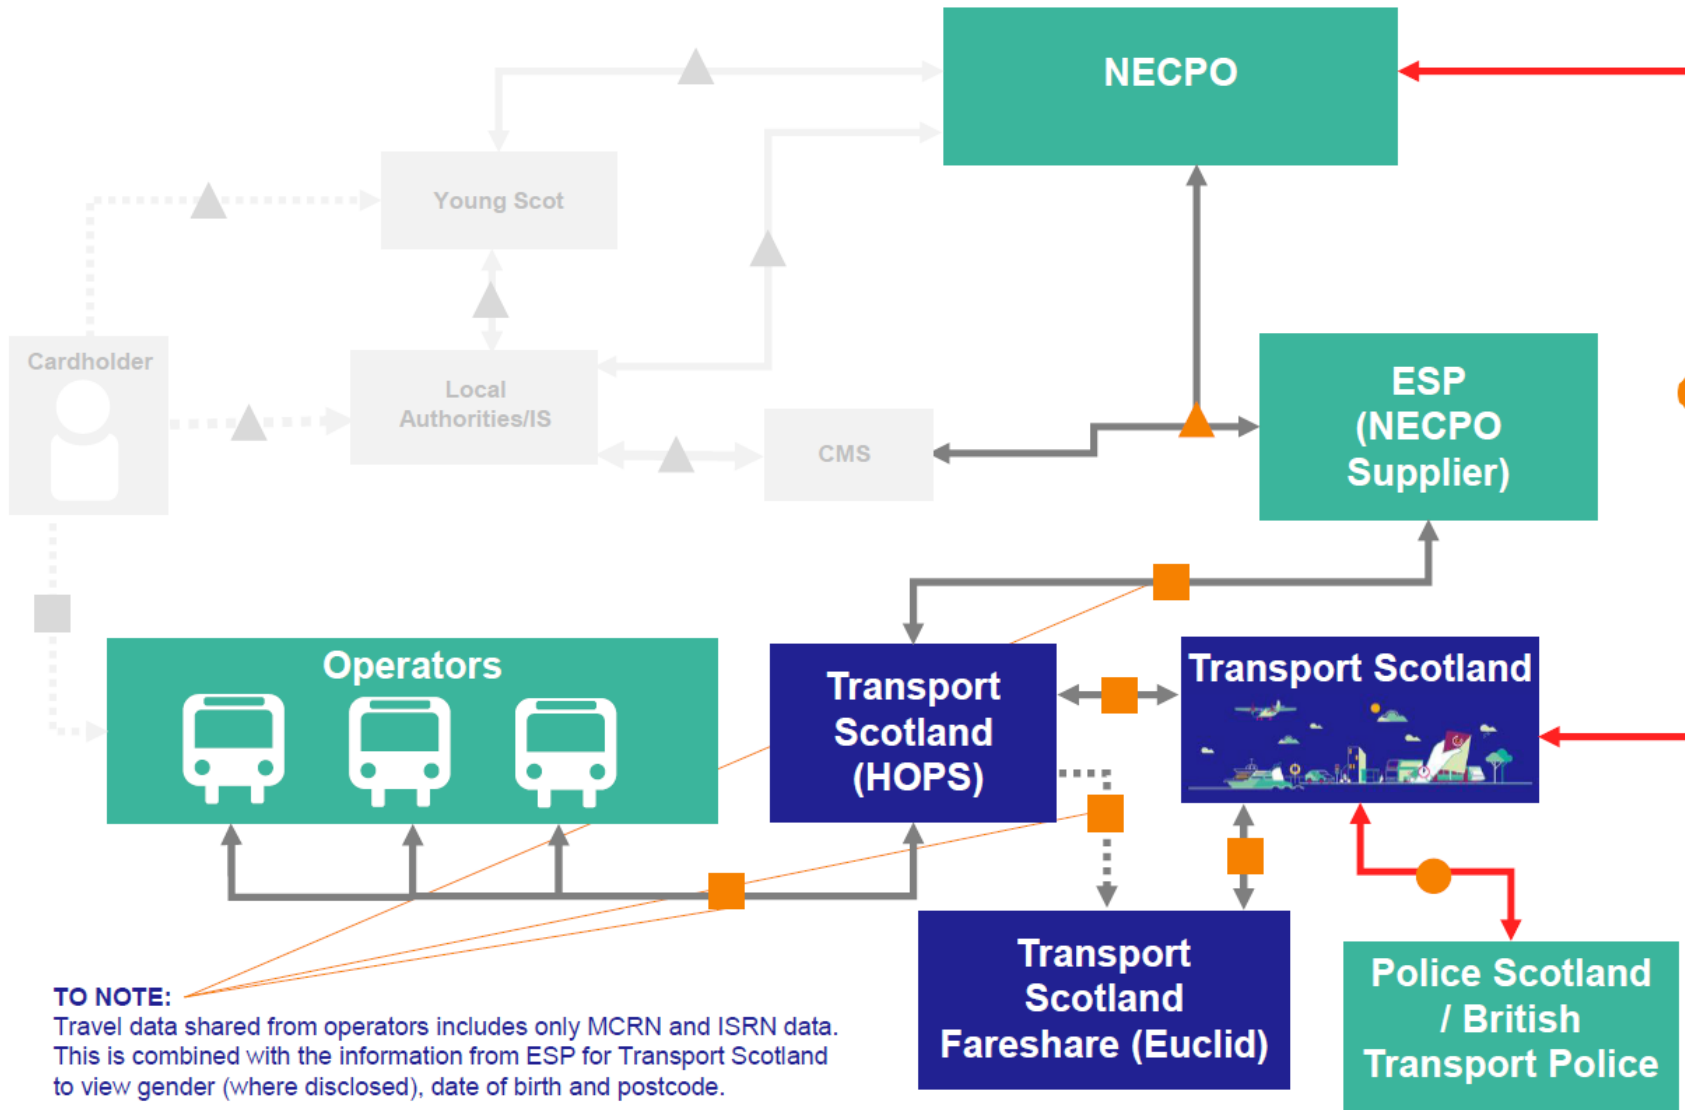 NECPO
Young Scot
Cardholder
Local
Authorities/IS
CMS
ESP
(NECPO
Supplier)
Operators
Transport
Scotland
(HOPS)
Transport Scotland
Transport
Scotland
Fareshare (Euclid)
Police Scotland
/ British
Transport Police
TO NOTE:
Travel data shared from operators includes only MCRN and ISRN data.
This is combined with the information from ESP for Transport Scotland
to view gender (where disclosed), date of birth and postcode.